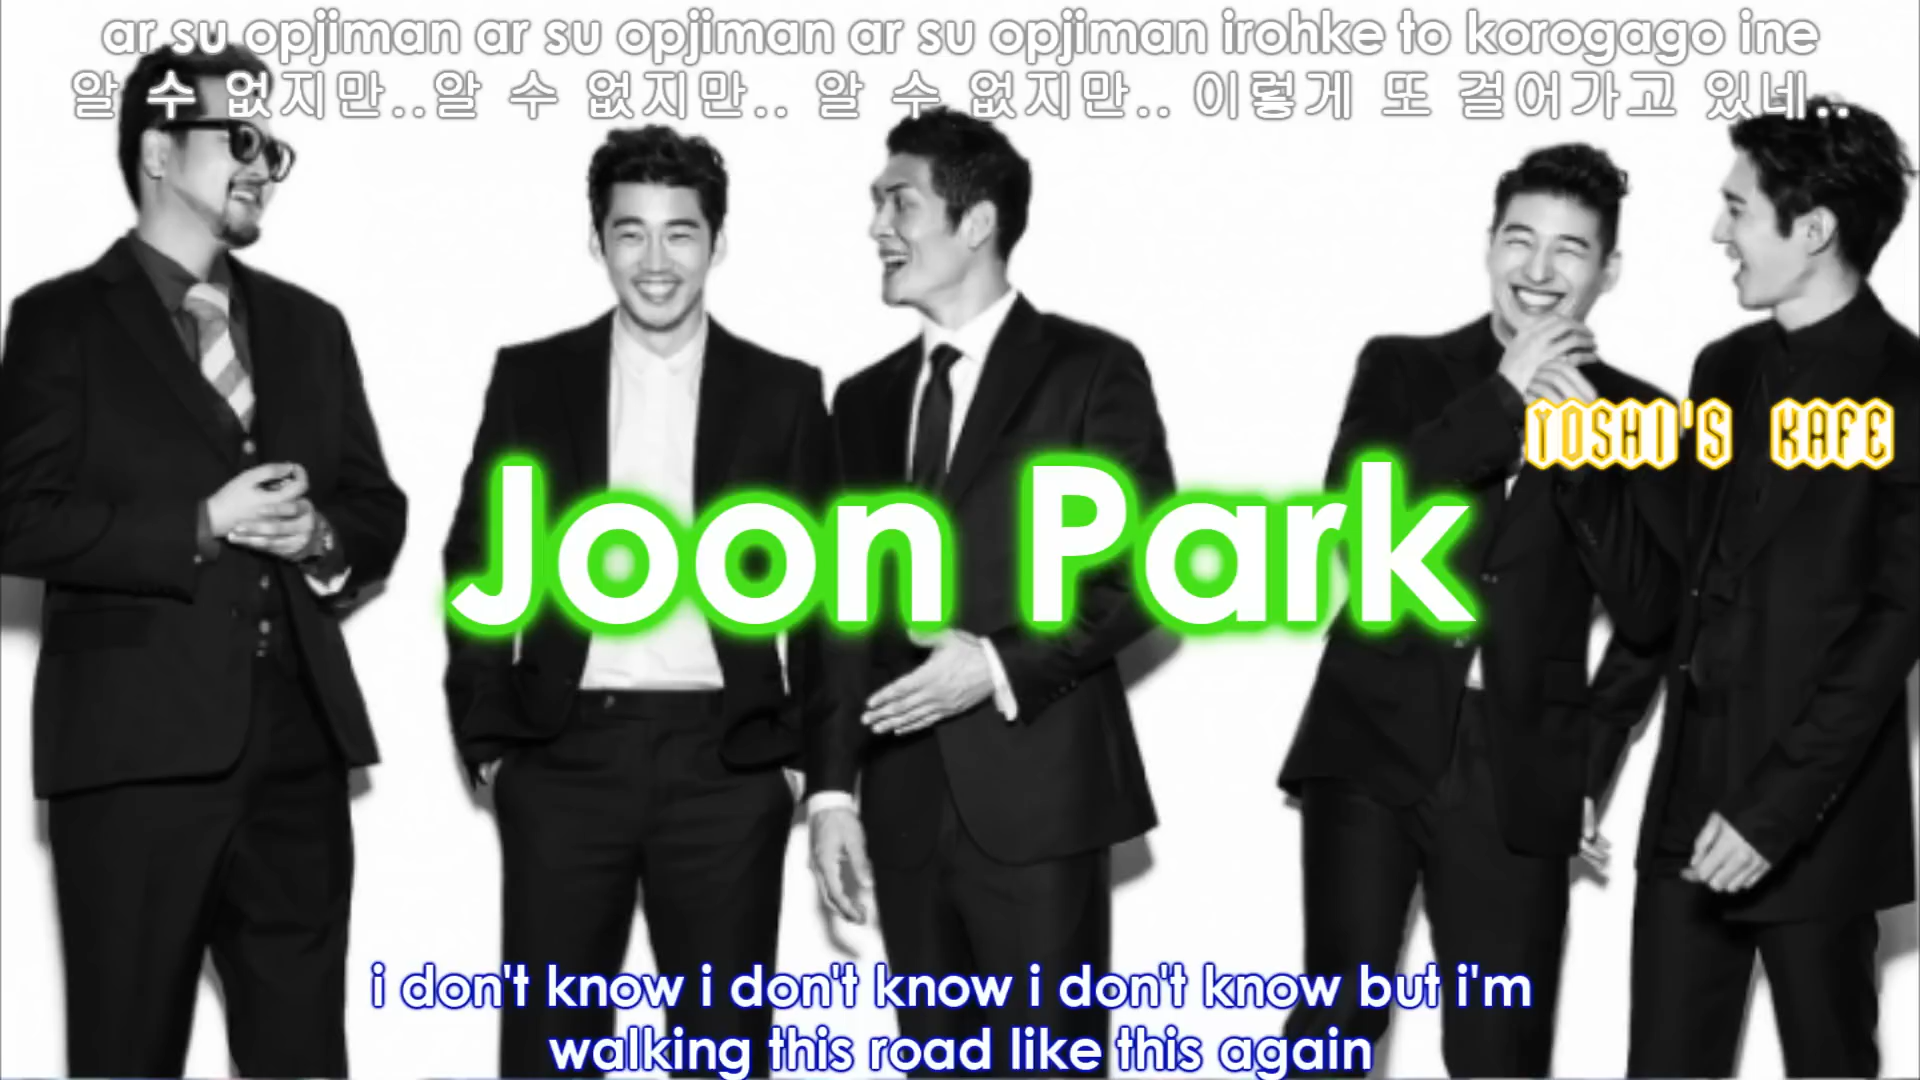 ar su opjiman ar su opjiman ar su opjiman irohke to korogago ine
알 수 없지만..알 수 없지만.. 알 수 없지만.. 이렇게 또 걸어가고 있네..
YOSHI'S KAFE
Joon Park
i don't know i don't know i don't know but i'm
walking this road like this again